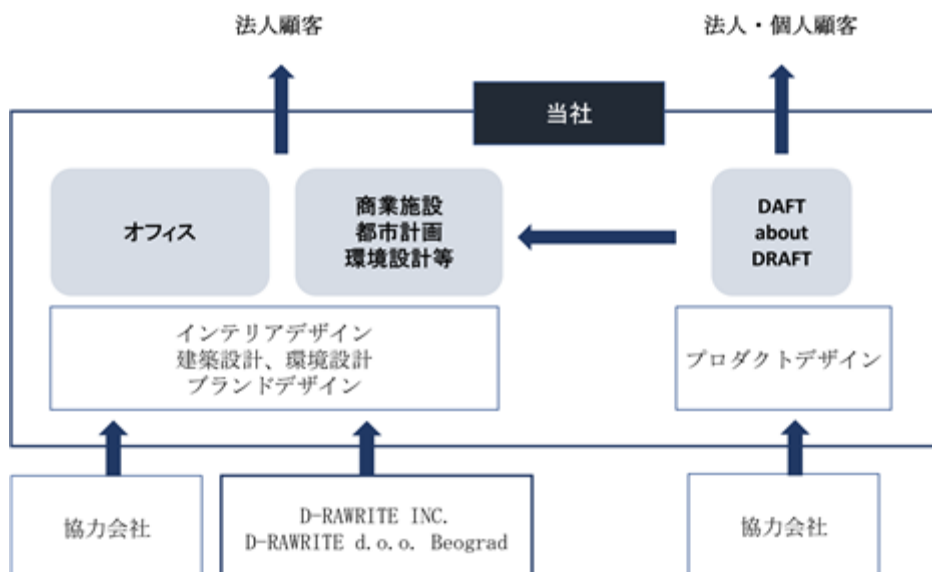 法人顧客
法人・個人顧客
当社
オフィス
商業施設
都市計画
環境設計等
DAFT
about
DRAFT
インテリアデザイン
建築設計、環境設計
ブランドデザイン
プロダクトデザイン
協力会社
D-RAWRITE INC.
D-RAWRITE d.o.o. Beograd
協力会社